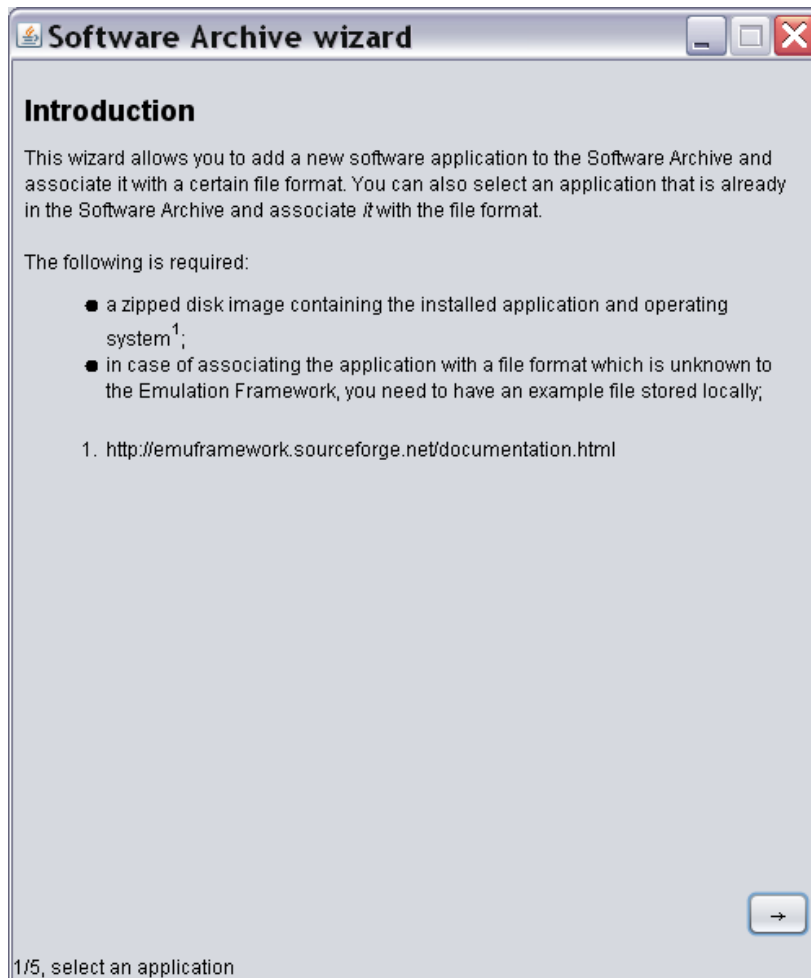 Software Archive wizard
Introduction
This wizard allows you to add a new software application to the Software Archive and
associate it with a certain file format. You can also select an application that is already
in the Software Archive and associate it with the file format.
The following is required:
● a zipped disk image containing the installed application and operating
system¹;
● in case of associating the application with a file format which is unknown to
the Emulation Framework, you need to have an example file stored locally;
1. http://emuframework.sourceforge.net/documentation.html
→
1/5, select an application